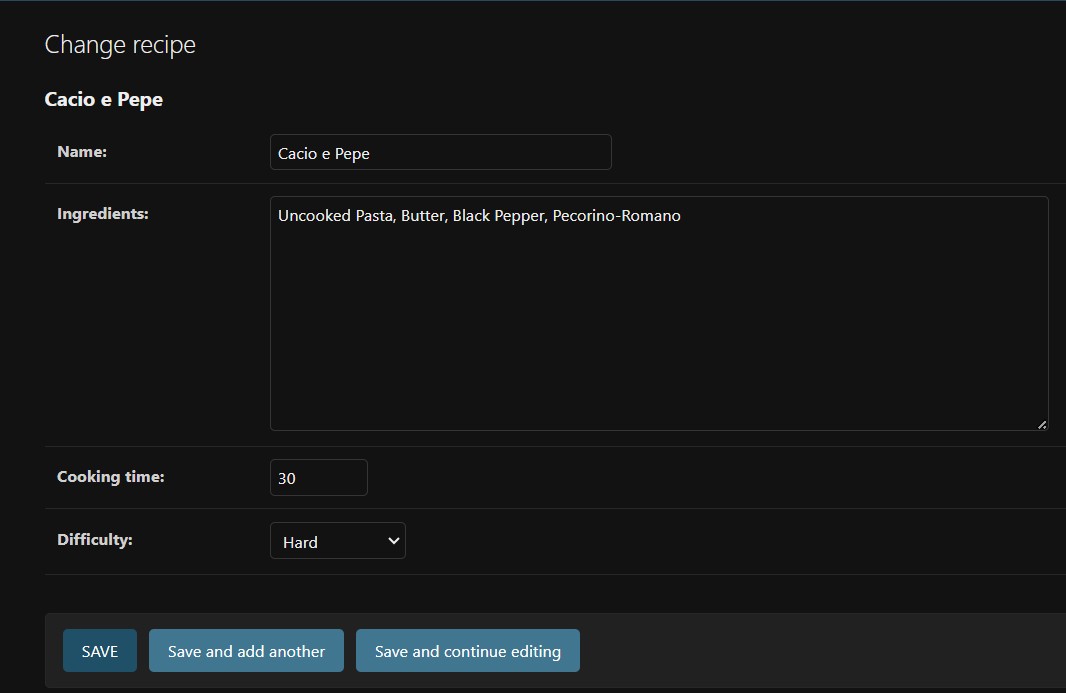 Change recipe
Cacio e Pepe
Name:
Cacio e Pepe
Ingredients:
Uncooked Pasta, Butter, Black Pepper, Pecorino-Romano
Cooking time:
30
Difficulty:
Hard
SAVE
Save and add another
Save and continue editing